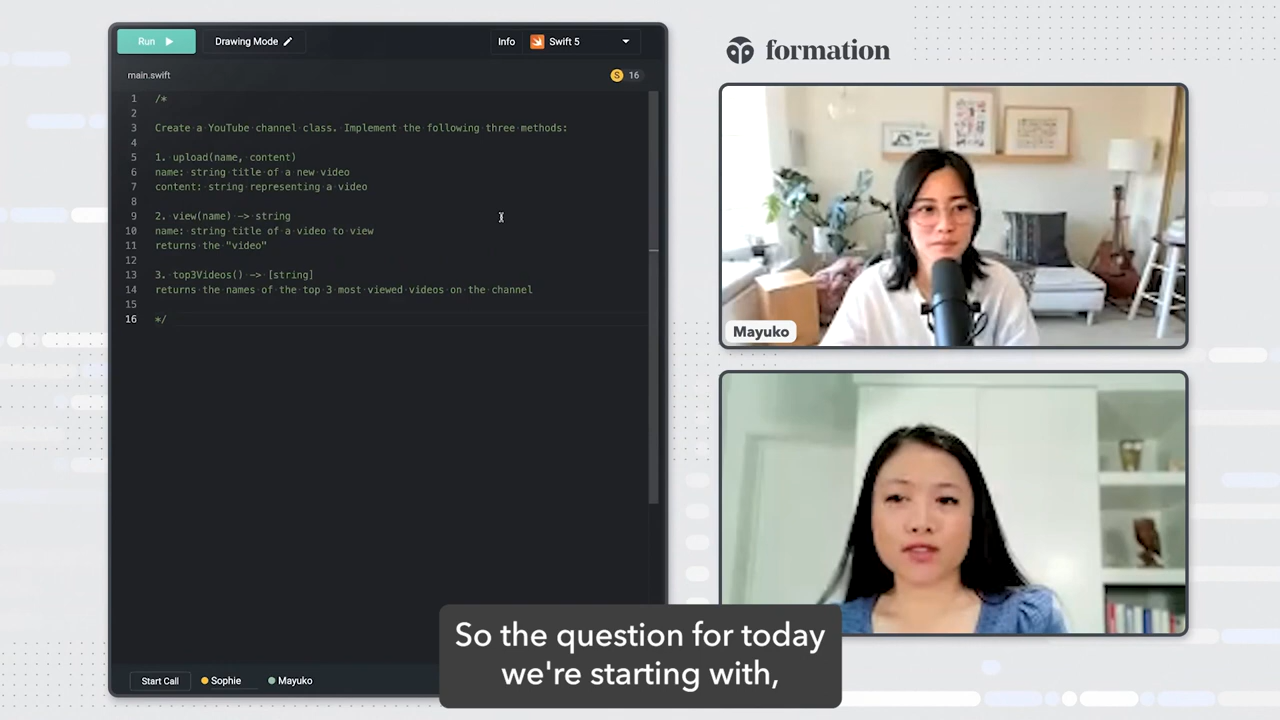 Run
Drawing Mode
Info
Swift 5
main.swift
S 16
1 /*
2
3 Create a YouTube channel class. Implement the following three methods:
4
5 1. upload(name, content)
6 name: string title of a new video
7 content: string representing a video
8
9 2. view(name) -> string
10 name: string title of a video to view
11 returns the "video"
12
13 3. top3Videos() -> [string]
14 returns the names of the top 3 most viewed videos on the channel
15
16 */
Start Call
Sophie
Mayuko
formation
Mayuko
So the question for today
we're starting with,